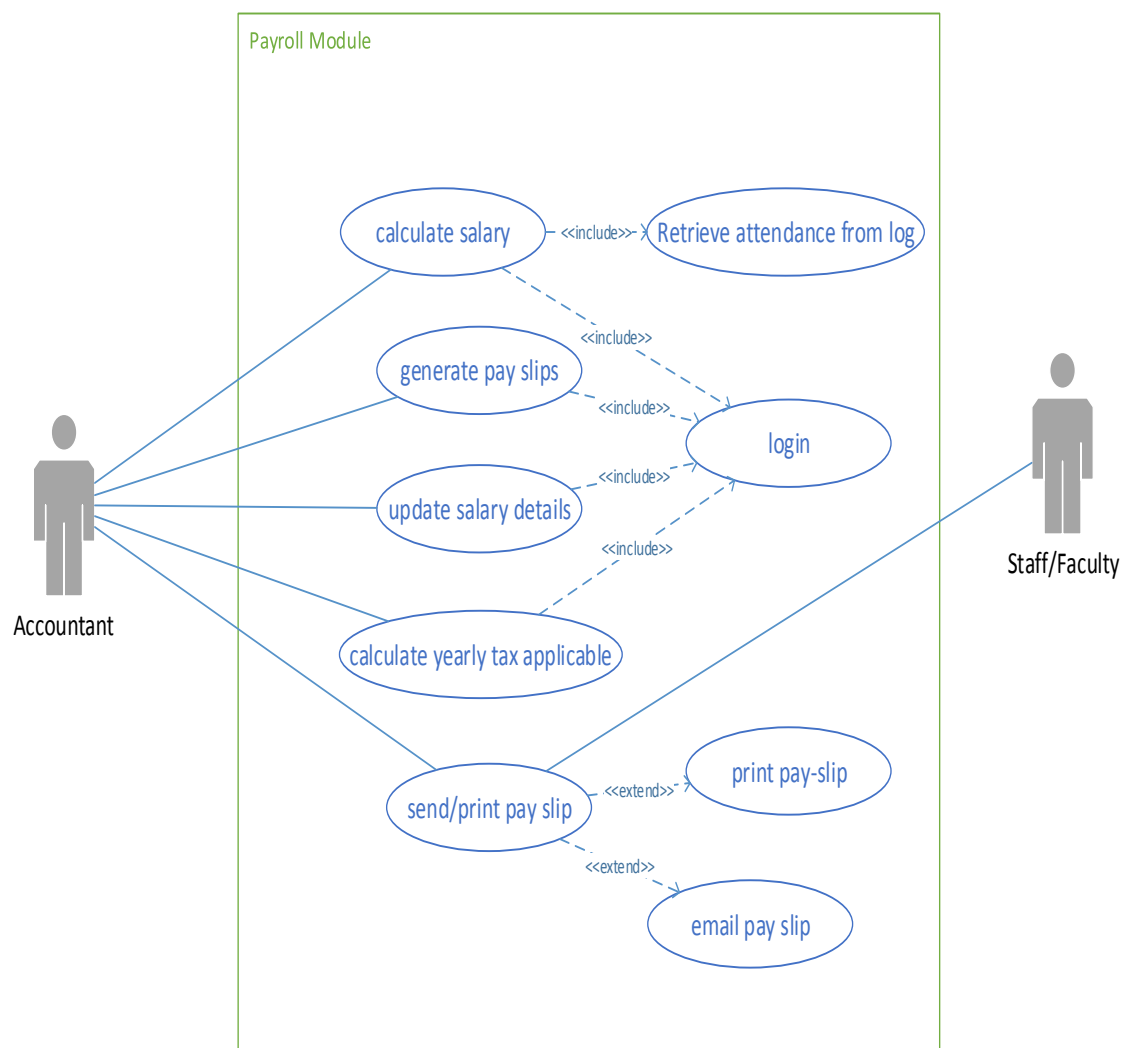 Payroll Module
calculate salary
<<include>>
Retrieve attendance from log
<<include>>
generate pay slips
<<include>>
login
update salary details
<<include>>
<<include>>
Staff/Faculty
Accountant
calculate yearly tax applicable
print pay-slip
<<extend>>
send/print pay slip
<<extend>>
email pay slip